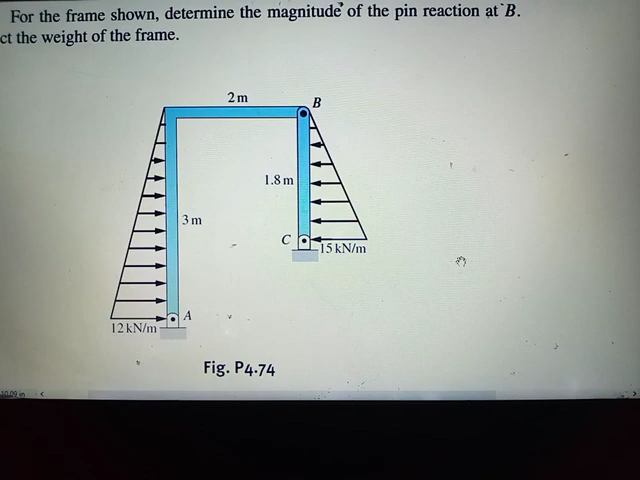 For the frame shown, determine the magnitude of the pin reaction at B.
ct the weight of the frame.
2 m
B
1.8 m
3 m
C
15 kN/m
A
12 kN/m
Fig. P4.74